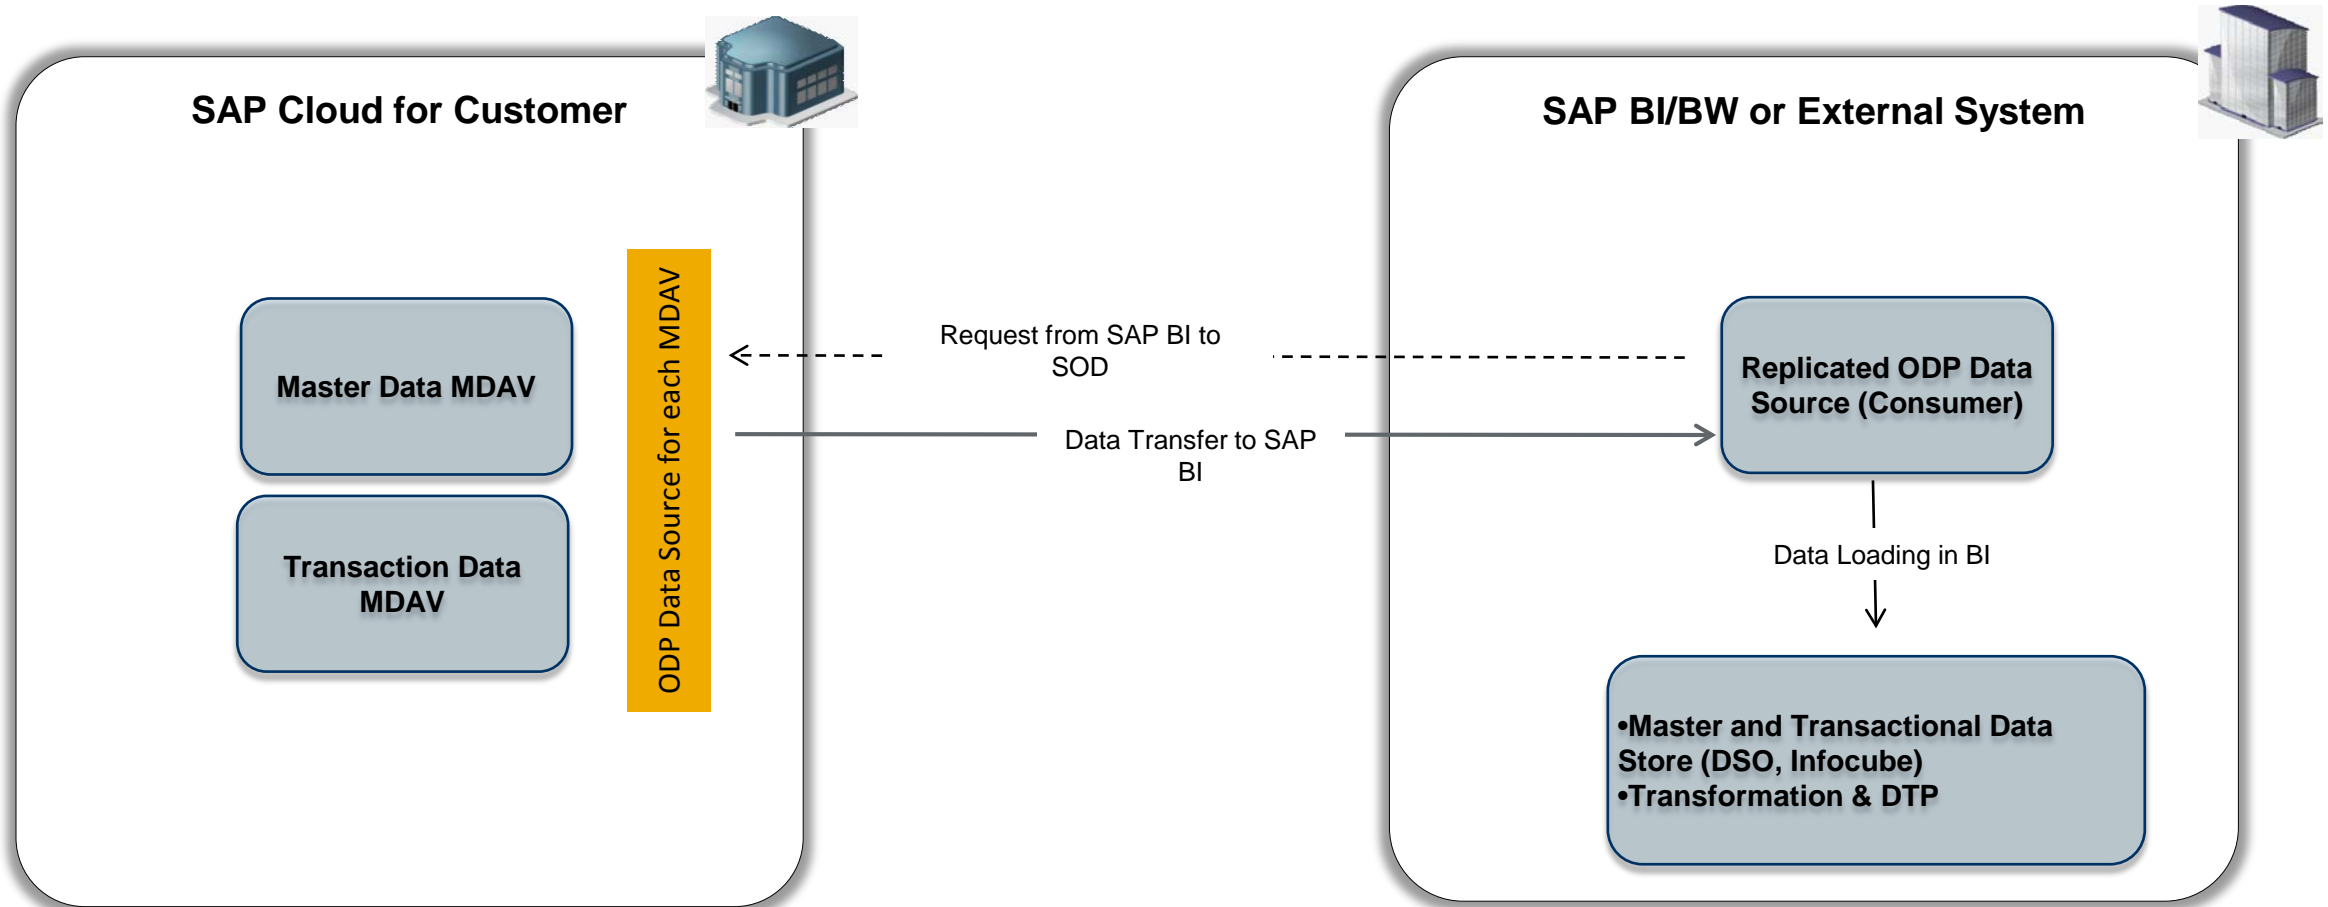 SAP Cloud for Customer
SAP BI/BW or External System
Master Data MDAV
Transaction Data
MDAV
ODP Data Source for each MDAV
Request from SAP BI to
SOD
Data Transfer to SAP
BI
Replicated ODP Data
Source (Consumer)
Data Loading in BI
•Master and Transactional Data
Store (DSO, Infocube)
•Transformation & DTP